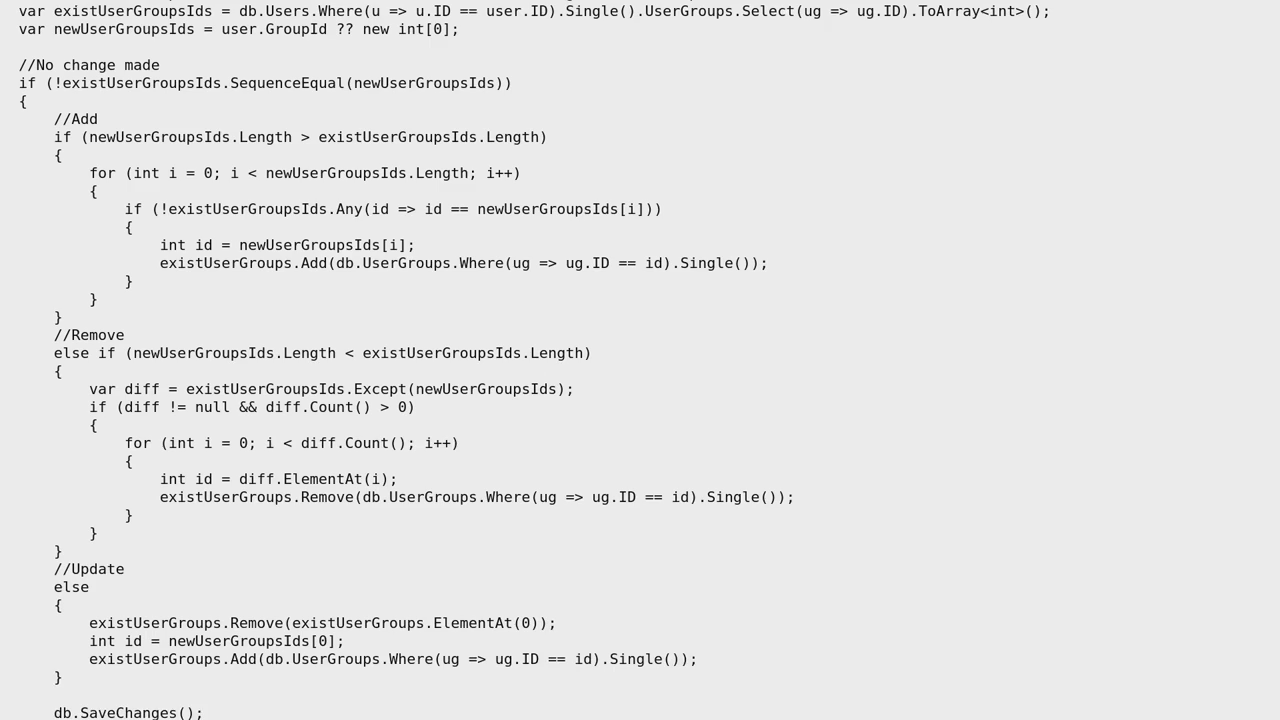 var existUserGroupsIds = db.Users.Where(u => u.ID == user.ID).Single().UserGroups.Select(ug => ug.ID).ToArray<int>();
var newUserGroupsIds = user.GroupId ?? new int[0];

//No change made
if (!existUserGroupsIds.SequenceEqual(newUserGroupsIds))
{
    //Add
    if (newUserGroupsIds.Length > existUserGroupsIds.Length)
    {
        for (int i = 0; i < newUserGroupsIds.Length; i++)
        {
            if (!existUserGroupsIds.Any(id => id == newUserGroupsIds[i]))
            {
                int id = newUserGroupsIds[i];
                existUserGroups.Add(db.UserGroups.Where(ug => ug.ID == id).Single());
            }
        }
    }
    //Remove
    else if (newUserGroupsIds.Length < existUserGroupsIds.Length)
    {
        var diff = existUserGroupsIds.Except(newUserGroupsIds);
        if (diff != null && diff.Count() > 0)
        {
            for (int i = 0; i < diff.Count(); i++)
            {
                int id = diff.ElementAt(i);
                existUserGroups.Remove(db.UserGroups.Where(ug => ug.ID == id).Single());
            }
        }
    }
    //Update
    else
    {
        existUserGroups.Remove(existUserGroups.ElementAt(0));
        int id = newUserGroupsIds[0];
        existUserGroups.Add(db.UserGroups.Where(ug => ug.ID == id).Single());
    }

    db.SaveChanges();